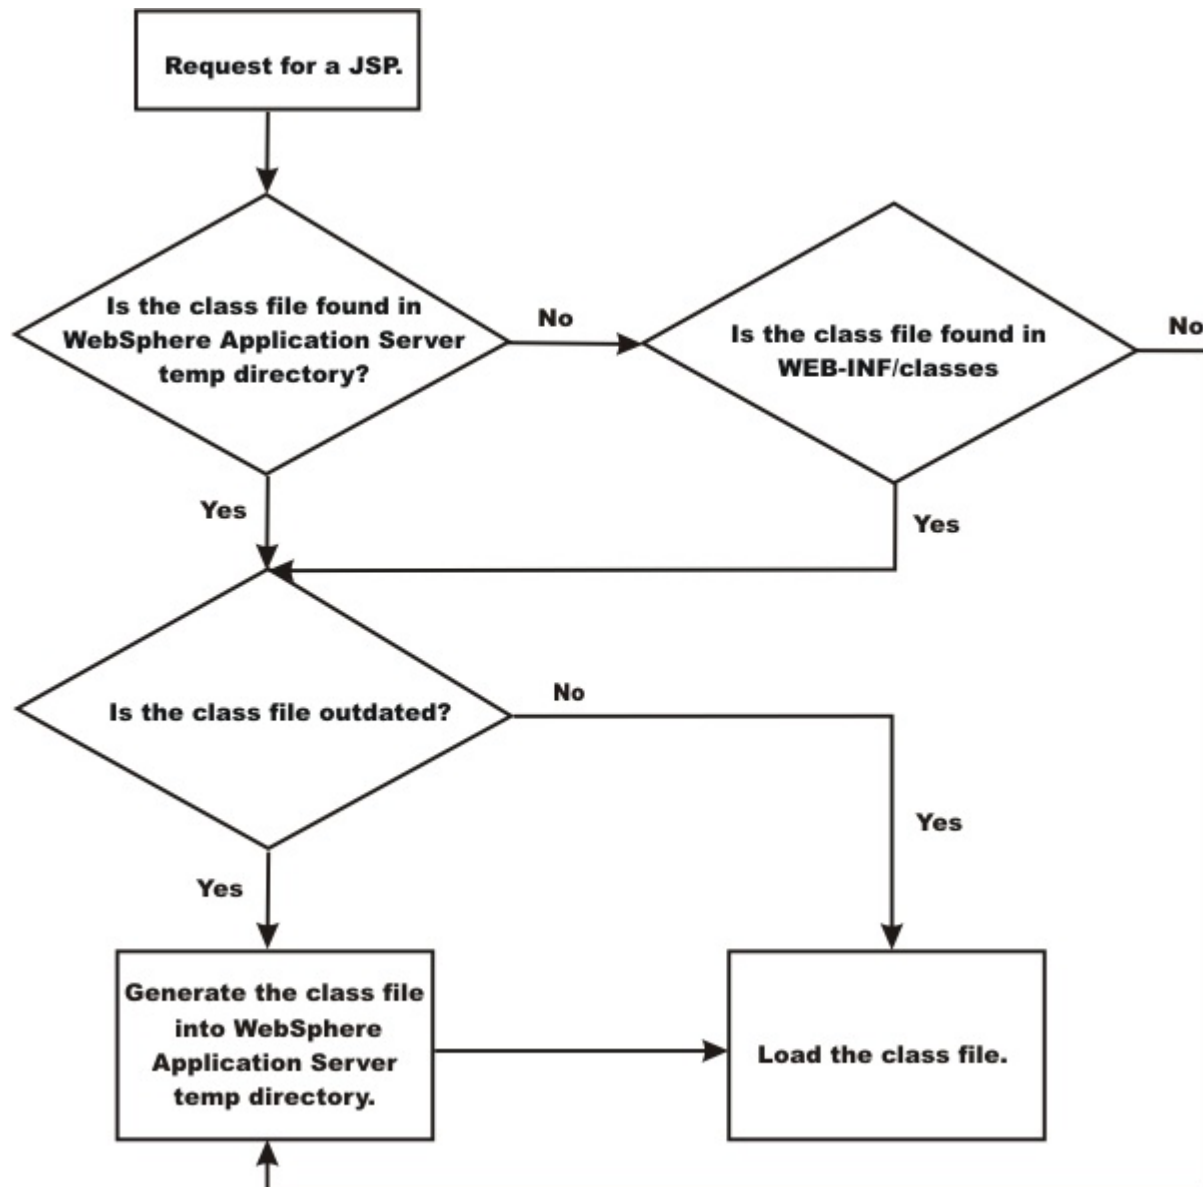 Request for a JSP.
Is the class file found in
WebSphere Application Server
temp directory?
No
Is the class file found in
WEB-INF/classes
No
Yes
Yes
Is the class file outdated?
No
Yes
Yes
Generate the class file
into WebSphere
Application Server
temp directory.
Load the class file.